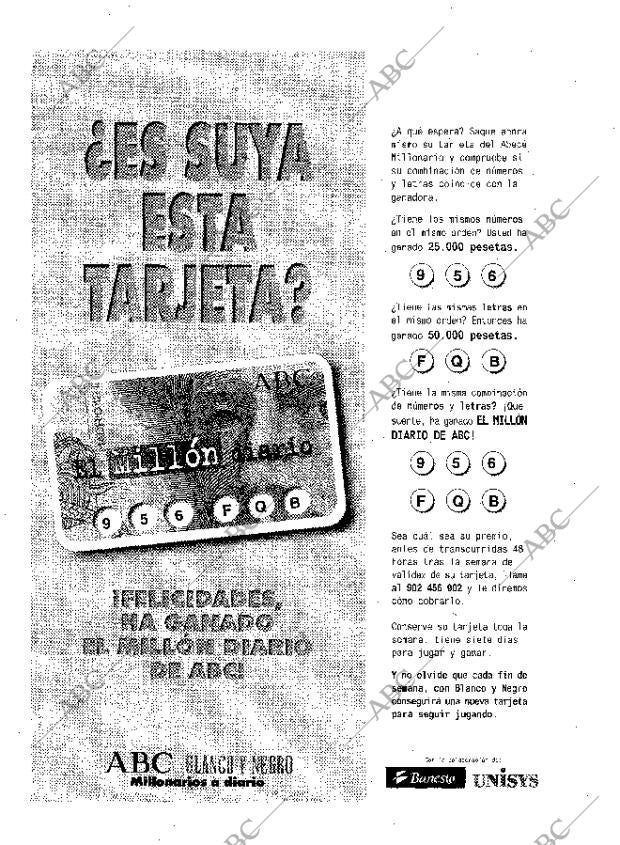 ¿ES SUYA
ESTA
TARJETA?
ABC
El Millón diario
9 5 6 F Q B
¡FELICIDADES,
HA GANADO
EL MILLÓN DIARIO
DE ABC!
ABC BLANCO Y NEGRO
Millonarios a diario
¿A qué espera? Saque ahora
mismo su tarjeta del Abecé
Millonario y compruebe si
su combinación de números
y letras coincide con la
ganadora.
¿Tiene los mismos números
en el mismo orden? Usted ha
ganado 25.000 pesetas.
9 5 6
¿Tiene las mismas letras en
el mismo orden? Entonces ha
ganado 50.000 pesetas.
F Q B
¿Tiene la misma combinación
de números y letras? ¡Qué
suerte, ha ganado EL MILLÓN
DIARIO DE ABC!
9 5 6
F Q B
Sea cual sea su premio,
antes de transcurridas 48
horas tras la semana de
validez de su tarjeta, llame
al 902 456 002 y le diremos
cómo cobrarlo.
Conserve su tarjeta toda la
semana, tiene siete días
para jugar y ganar.
Y no olvide que cada fin de
semana, con Blanco y Negro
conseguirá una nueva tarjeta
para seguir jugando.
Con la colaboración de:
Banesto UNISYS